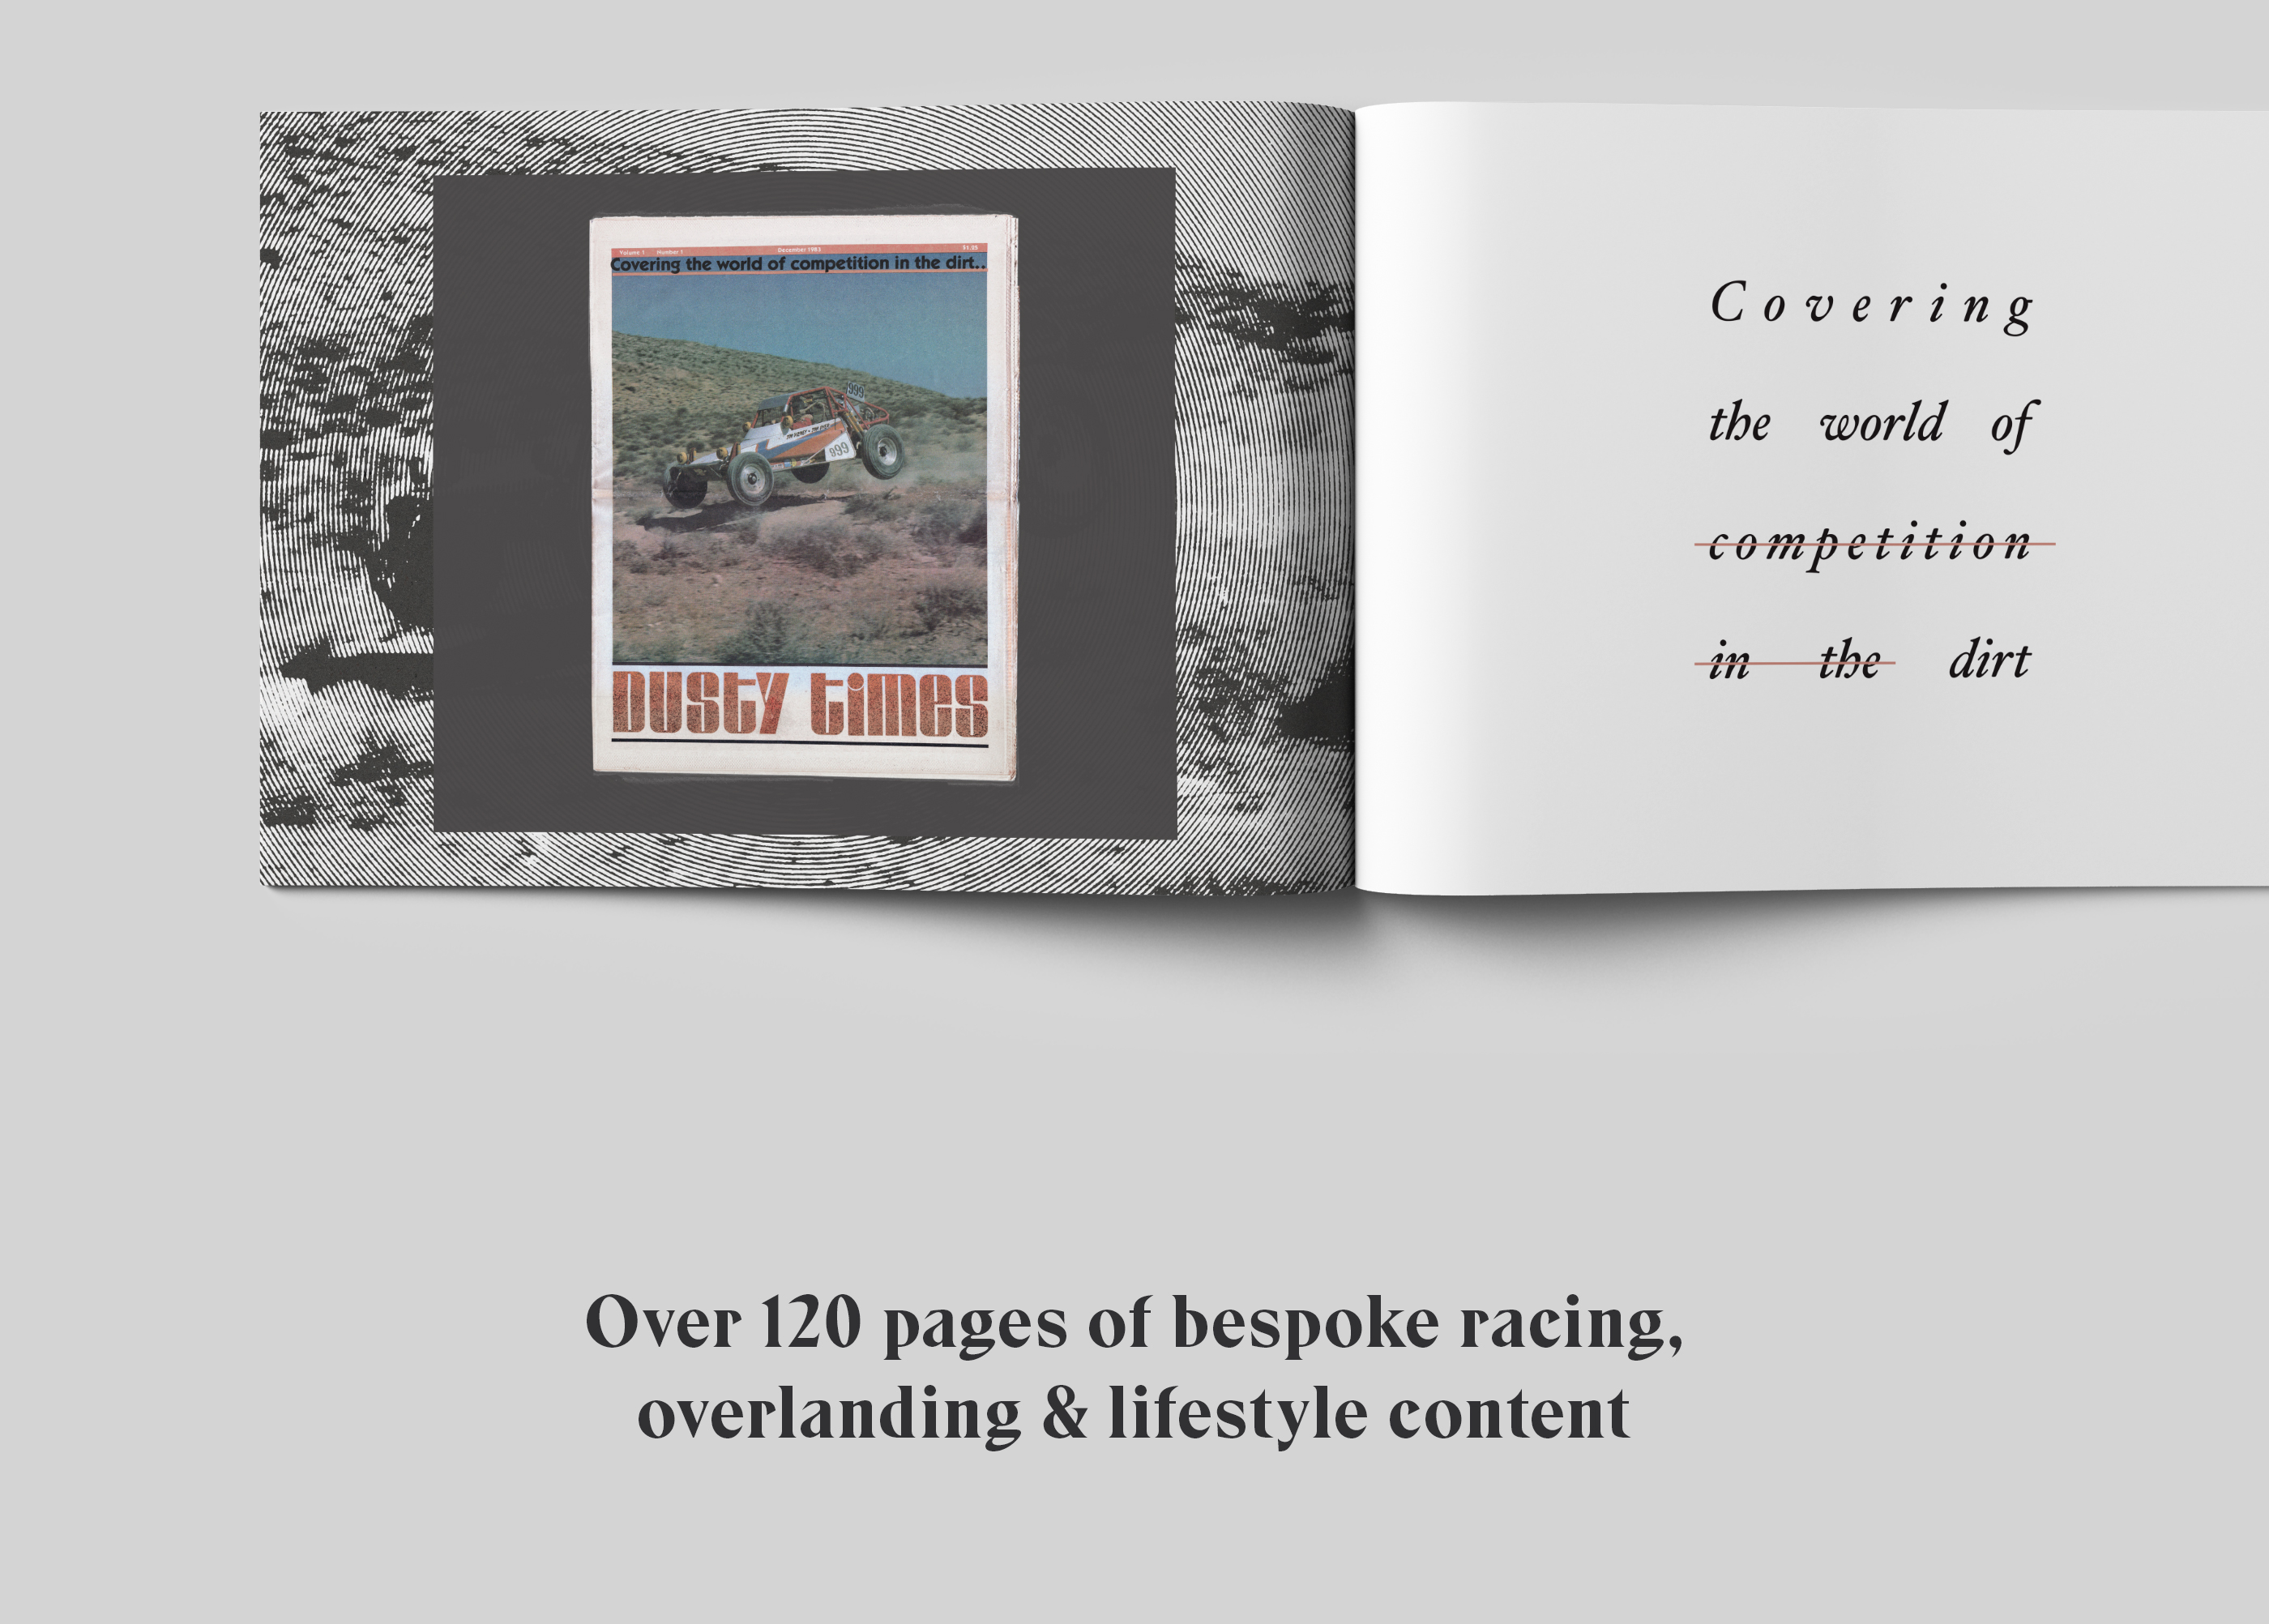 Volume 1 Number 1 December 1983 $1.25
Covering the world of competition in the dirt..
999
999
Dusty times
Covering
the world of
competition
in the dirt
Over 120 pages of bespoke racing,
overlanding & lifestyle content